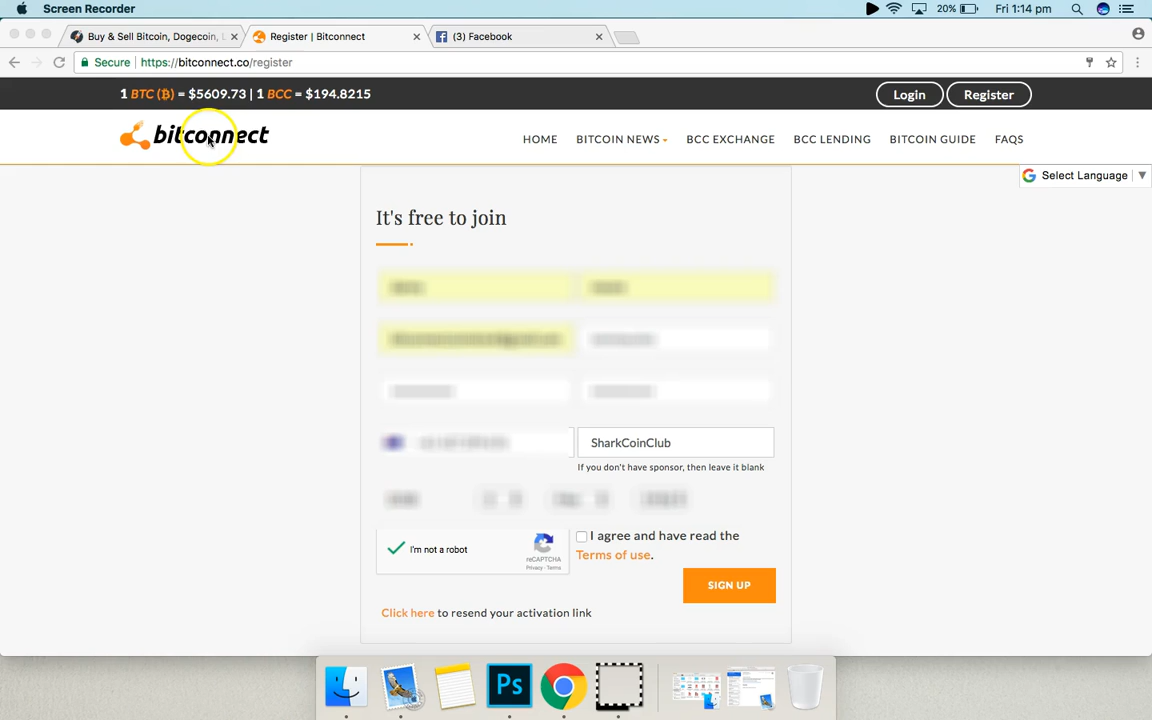 Screen Recorder
20%
Fri 1:14 pm
Buy & Sell Bitcoin, Dogecoin,
Register | Bitconnect
(3) Facebook
Secure
https://bitconnect.co/register
1 BTC (B) = $5609.73 | 1 BCC = $194.8215
Login
Register
bitconnect
HOME
BITCOIN NEWS
BCC EXCHANGE
BCC LENDING
BITCOIN GUIDE
FAQS
Select Language
It's free to join
SharkCoinClub
If you don't have sponsor, then leave it blank
I'm not a robot
reCAPTCHA
Privacy - Terms
I agree and have read the
Terms of use.
SIGN UP
Click here to resend your activation link
Ps